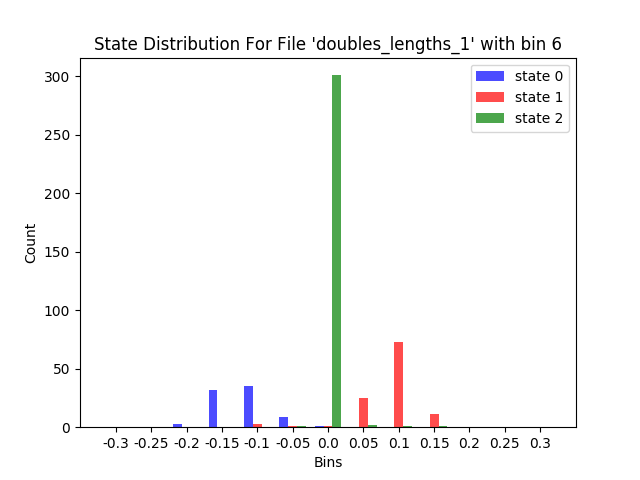 State Distribution For File 'doubles_lengths_1' with bin 6
state 0
state 1
state 2
300
250
200
150
100
50
0
Count
-0.3 -0.25 -0.2 -0.15 -0.1 -0.05 0.0 0.05 0.1 0.15 0.2 0.25 0.3
Bins